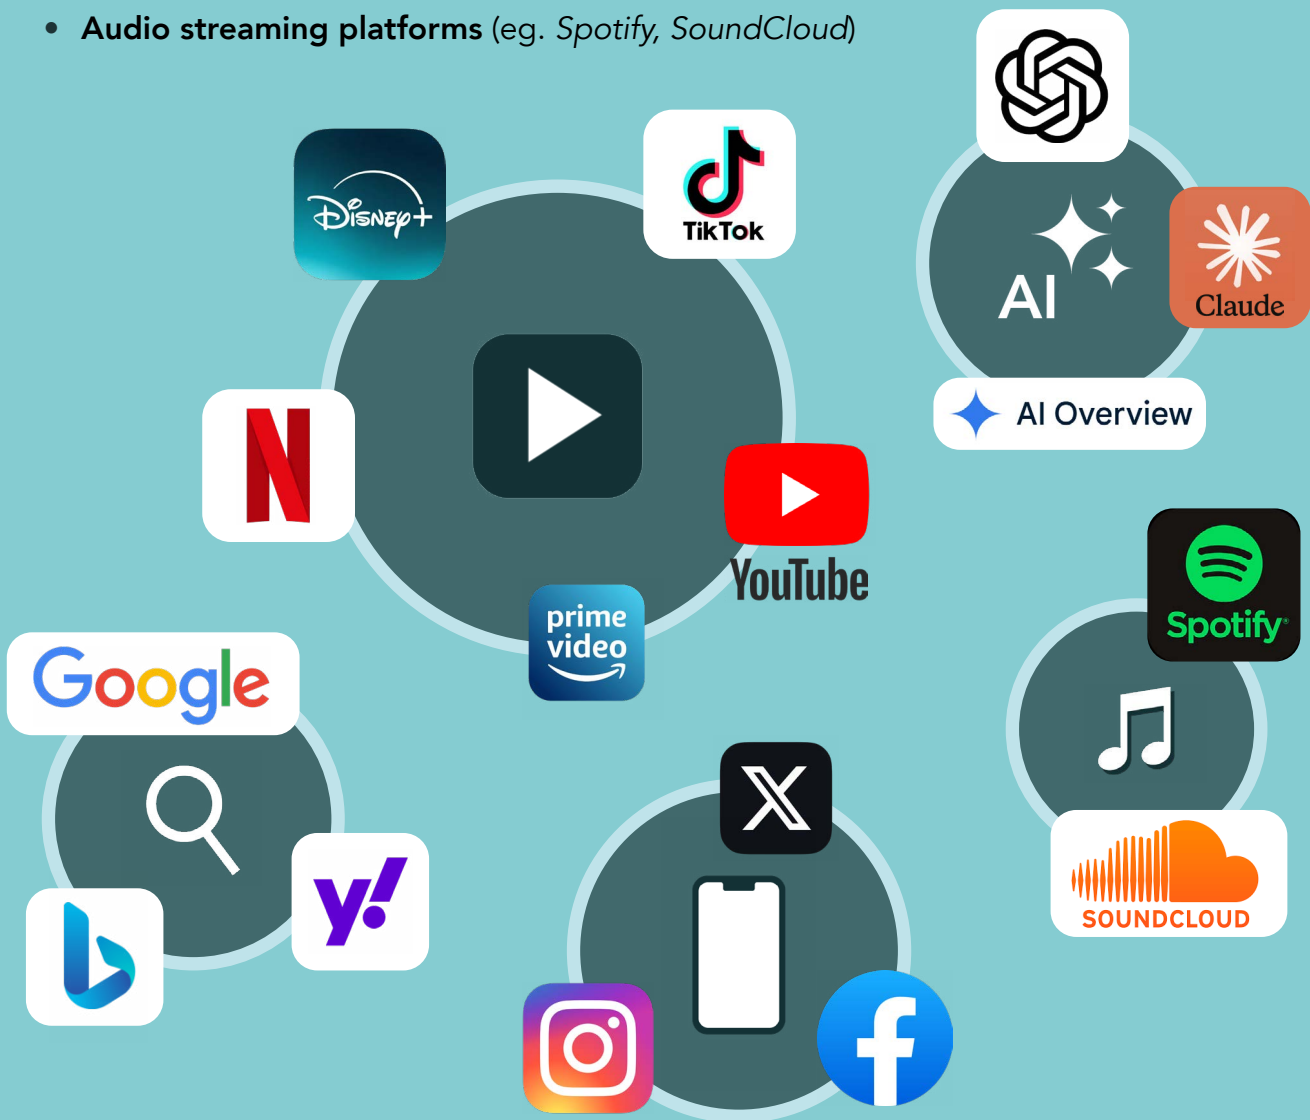 • Audio streaming platforms (eg. Spotify, SoundCloud)
Disney+
TikTok
AI
Claude
AI Overview
N
YouTube
prime
video
Spotify
Google
X
y!
b
SOUNDCLOUD
f